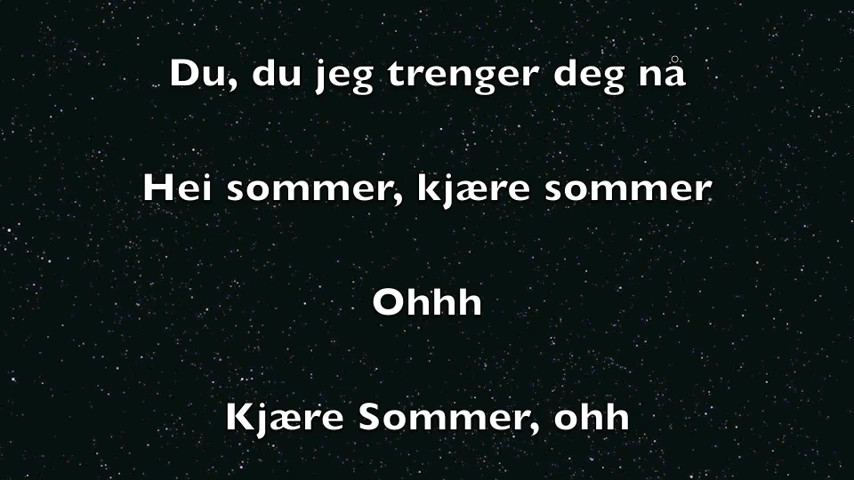 Du, du jeg trenger deg nå
Hei sommer, kjære sommer
Ohhh
Kjære Sommer, ohh